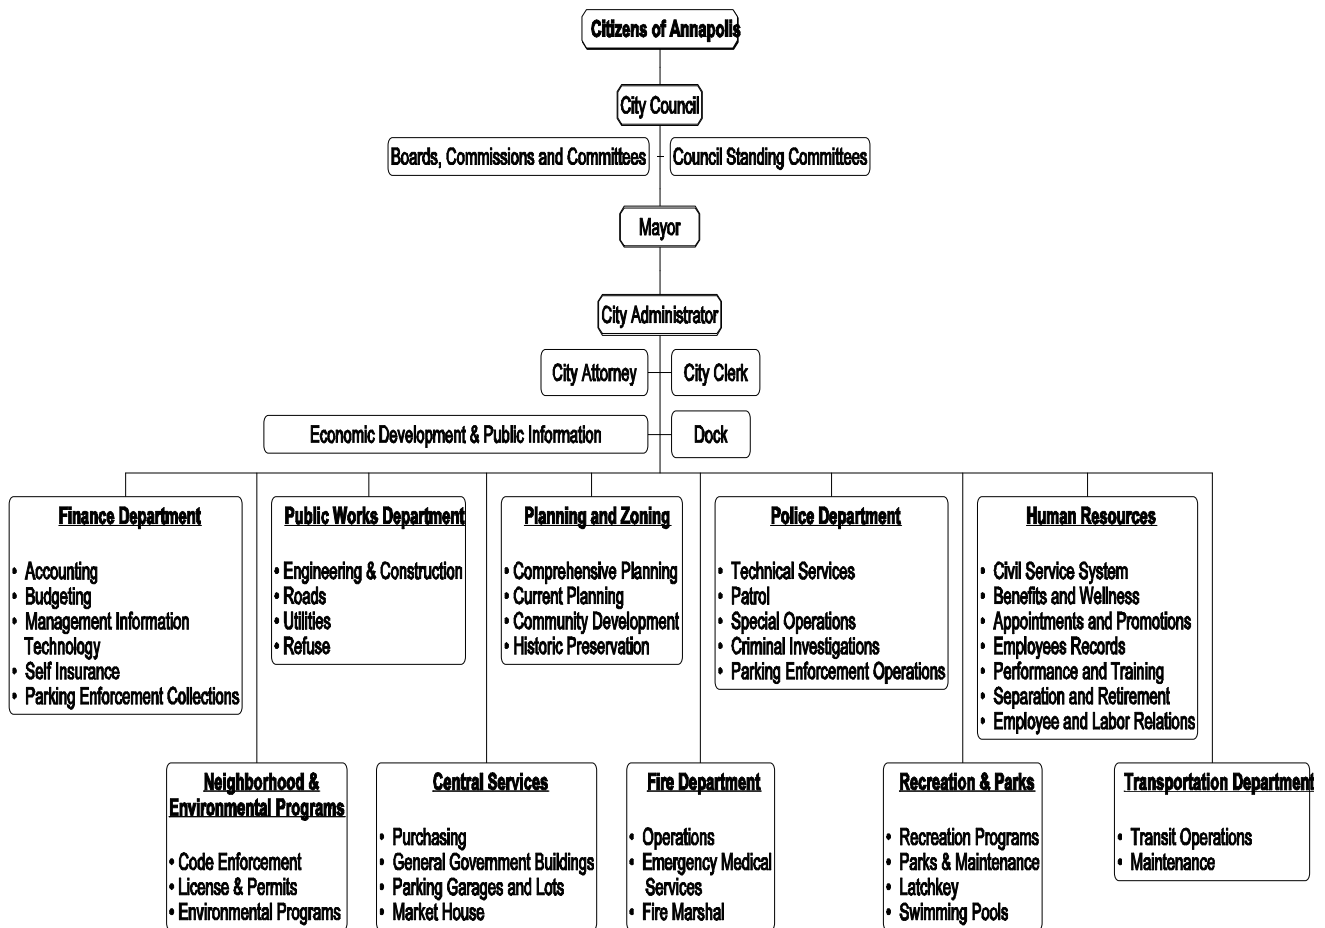 Citizens of Annapolis
City Council
Boards, Commissions and Committees
Council Standing Committees
Mayor
City Administrator
City Attorney
City Clerk
Economic Development & Public Information
Dock
Finance Department
• Accounting
• Budgeting
• Management Information
Technology
• Self Insurance
• Parking Enforcement Collections
Public Works Department
• Engineering & Construction
• Roads
• Utilities
• Refuse
Planning and Zoning
• Comprehensive Planning
• Current Planning
• Community Development
• Historic Preservation
Police Department
• Technical Services
• Patrol
• Special Operations
• Criminal Investigations
• Parking Enforcement Operations
Human Resources
• Civil Service System
• Benefits and Wellness
• Appointments and Promotions
• Employees Records
• Performance and Training
• Separation and Retirement
• Employee and Labor Relations
Neighborhood &
Environmental Programs
• Code Enforcement
• License & Permits
• Environmental Programs
Central Services
• Purchasing
• General Government Buildings
• Parking Garages and Lots
• Market House
Fire Department
• Operations
• Emergency Medical
Services
• Fire Marshal
Recreation & Parks
• Recreation Programs
• Parks & Maintenance
• Latchkey
• Swimming Pools
Transportation Department
• Transit Operations
• Maintenance